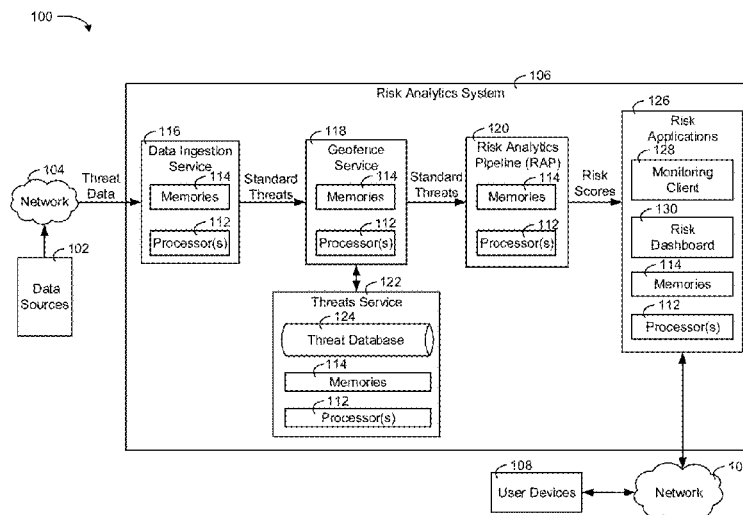 100
106
Risk Analytics System
116
Data Ingestion
Service
114
Memories
112
Processor(s)
118
Geofence
Service
114
Memories
112
Processor(s)
120
Risk Analytics
Pipeline (RAP)
114
Memories
112
Processor(s)
126
Risk
Applications
128
Monitoring
Client
130
Risk
Dashboard
114
Memories
112
Processor(s)
104
Network
Threat
Data
Standard
Threats
Standard
Threats
Risk
Scores
102
Data
Sources
122
Threats Service
124
Threat Database
114
Memories
112
Processor(s)
108
User Devices
10
Network